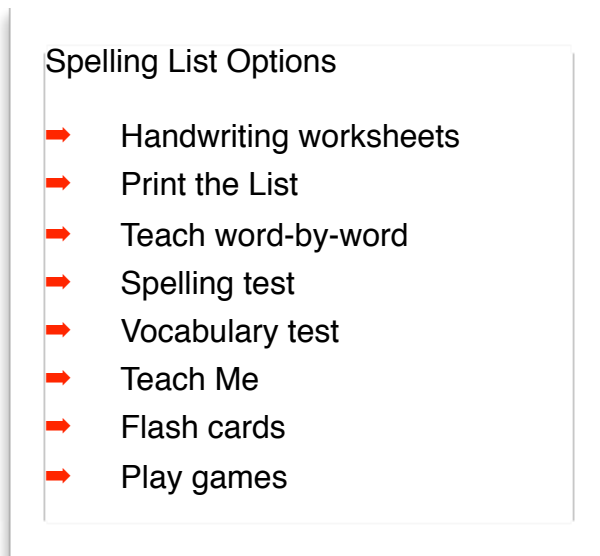 Spelling List Options
➡ Handwriting worksheets
➡ Print the List
➡ Teach word-by-word
➡ Spelling test
➡ Vocabulary test
➡ Teach Me
➡ Flash cards
➡ Play games